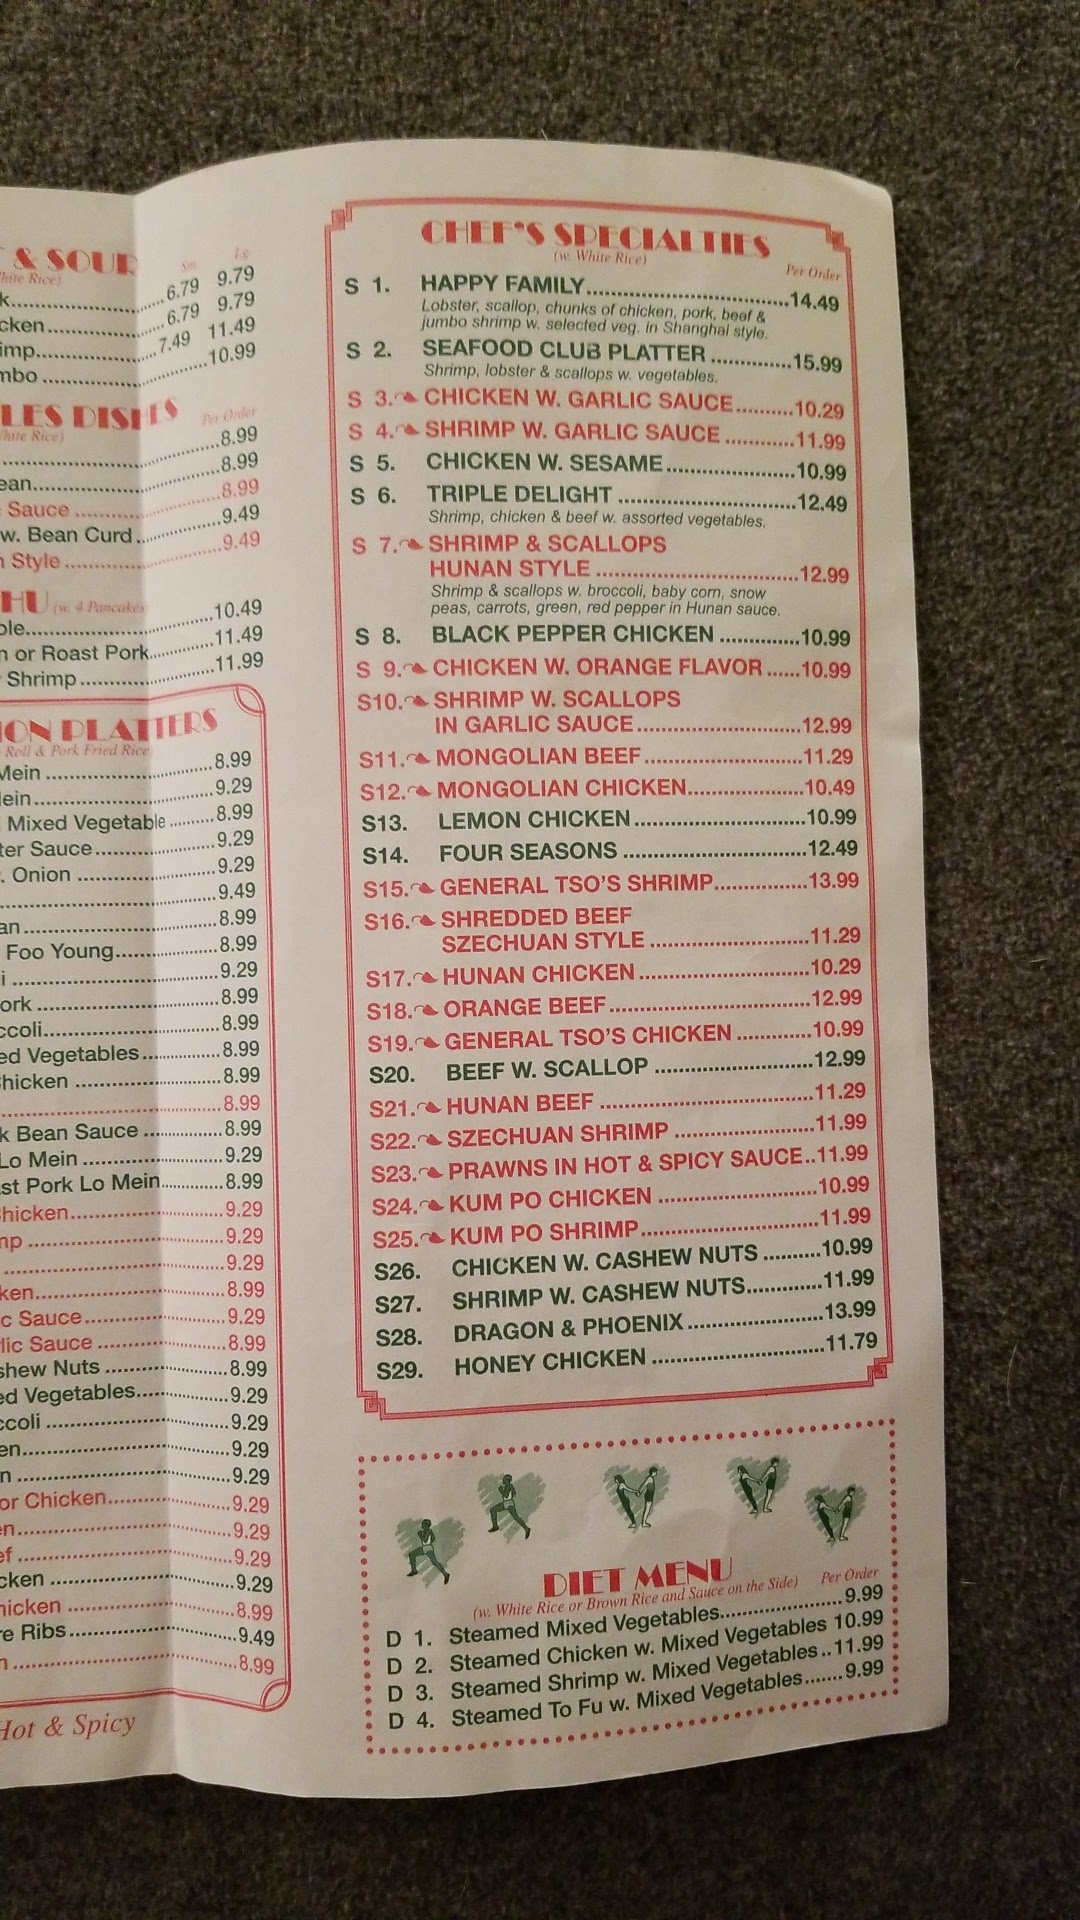 & SOUR
Sm. Lg.
hite Rice)
k 6.79 9.79
cken 6.79 9.79
imp 7.49 11.49
mbo 10.99
LES DISHES
Per Order
hite Rice)
8.99
ean 8.99
Sauce 8.99
w. Bean Curd 9.49
Style 9.49
HU (w. 4 Pancakes
ole 10.49
n or Roast Pork 11.49
Shrimp 11.99
ION PLATTERS
Roll & Pork Fried Rice
Mein 8.99
ein 9.29
Mixed Vegetable 8.99
ter Sauce 9.29
. Onion 9.29
9.49
an 8.99
Foo Young 8.99
i 9.29
ork 8.99
ccoli 8.99
ed Vegetables 8.99
hicken 8.99
8.99
k Bean Sauce 8.99
Lo Mein 9.29
st Pork Lo Mein 8.99
hicken 9.29
mp 9.29
9.29
ken 8.99
c Sauce 9.29
lic Sauce 8.99
shew Nuts 8.99
ed Vegetables 9.29
ccoli 9.29
en 9.29
n 9.29
or Chicken 9.29
en 9.29
ef 9.29
cken 9.29
hicken 8.99
re Ribs 9.49
n 8.99
Hot & Spicy
CHEF'S SPECIALTIES
(w. White Rice)
Per Order
S 1. HAPPY FAMILY 14.49
Lobster, scallop, chunks of chicken, pork, beef &
jumbo shrimp w. selected veg. in Shanghai style.
S 2. SEAFOOD CLUB PLATTER 15.99
Shrimp, lobster & scallops w. vegetables.
S 3. CHICKEN W. GARLIC SAUCE 10.29
S 4. SHRIMP W. GARLIC SAUCE 11.99
S 5. CHICKEN W. SESAME 10.99
S 6. TRIPLE DELIGHT 12.49
Shrimp, chicken & beef w. assorted vegetables.
S 7. SHRIMP & SCALLOPS
HUNAN STYLE 12.99
Shrimp & scallops w. broccoli, baby corn, snow
peas, carrots, green, red pepper in Hunan sauce.
S 8. BLACK PEPPER CHICKEN 10.99
S 9. CHICKEN W. ORANGE FLAVOR 10.99
S10. SHRIMP W. SCALLOPS
IN GARLIC SAUCE 12.99
S11. MONGOLIAN BEEF 11.29
S12. MONGOLIAN CHICKEN 10.49
S13. LEMON CHICKEN 10.99
S14. FOUR SEASONS 12.49
S15. GENERAL TSO'S SHRIMP 13.99
S16. SHREDDED BEEF
SZECHUAN STYLE 11.29
S17. HUNAN CHICKEN 10.29
S18. ORANGE BEEF 12.99
S19. GENERAL TSO'S CHICKEN 10.99
S20. BEEF W. SCALLOP 12.99
S21. HUNAN BEEF 11.29
S22. SZECHUAN SHRIMP 11.99
S23. PRAWNS IN HOT & SPICY SAUCE 11.99
S24. KUM PO CHICKEN 10.99
S25. KUM PO SHRIMP 11.99
S26. CHICKEN W. CASHEW NUTS 10.99
S27. SHRIMP W. CASHEW NUTS 11.99
S28. DRAGON & PHOENIX 13.99
S29. HONEY CHICKEN 11.79
DIET MENU
(w. White Rice or Brown Rice and Sauce on the Side) Per Order
D 1. Steamed Mixed Vegetables 9.99
D 2. Steamed Chicken w. Mixed Vegetables 10.99
D 3. Steamed Shrimp w. Mixed Vegetables 11.99
D 4. Steamed To Fu w. Mixed Vegetables 9.99